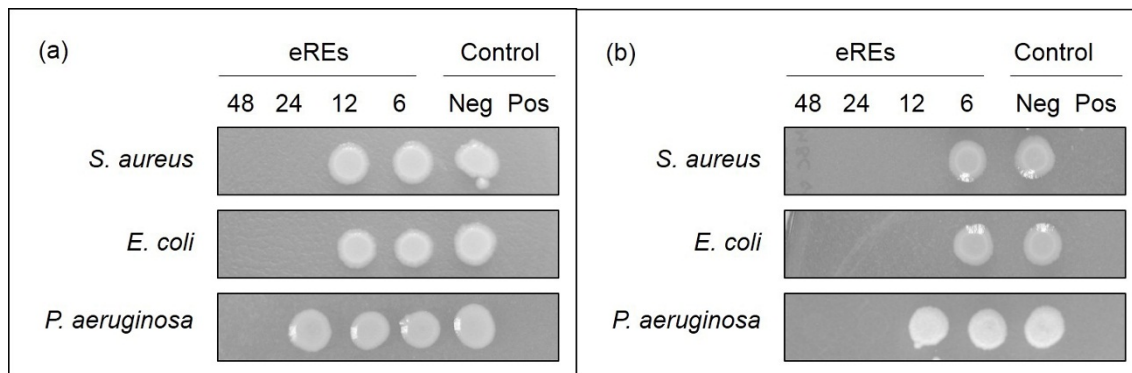 (a)
eREs Control
48 24 12 6 Neg Pos
S. aureus
E. coli
P. aeruginosa
(b)
eREs Control
48 24 12 6 Neg Pos
S. aureus
E. coli
P. aeruginosa